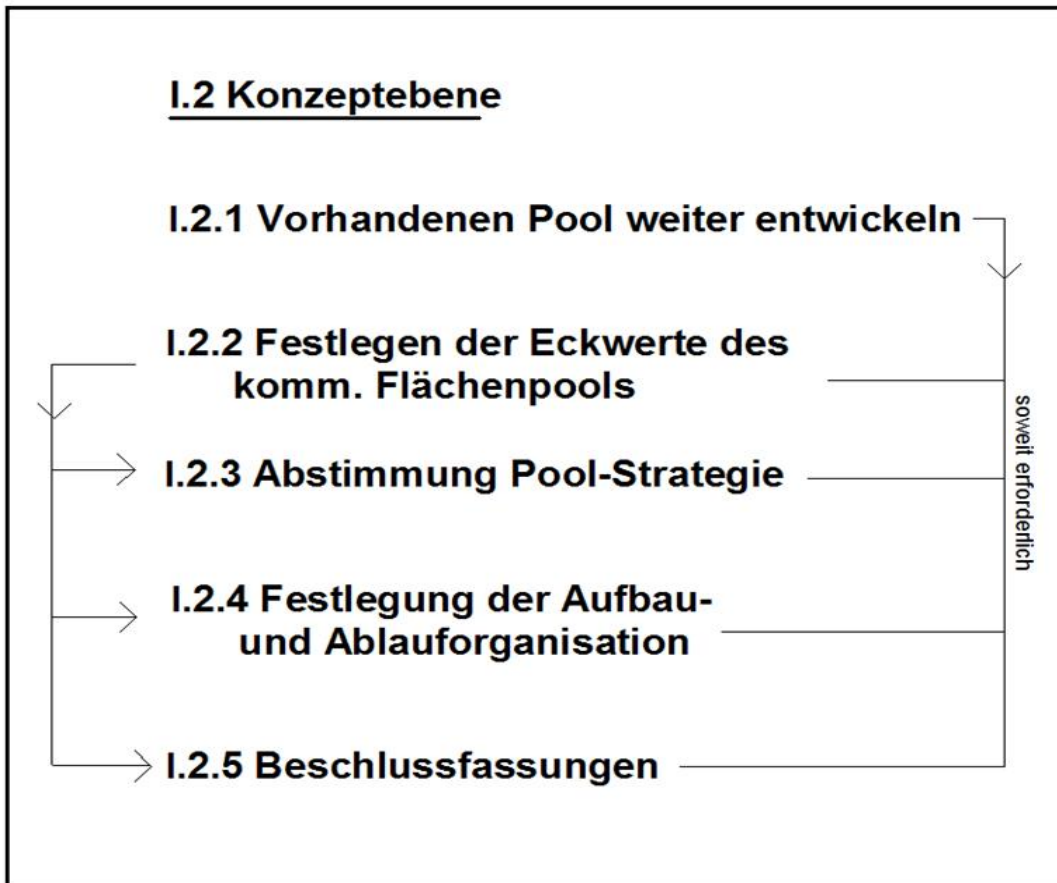 I.2 Konzeptebene
I.2.1 Vorhandenen Pool weiter entwickeln
I.2.2 Festlegen der Eckwerte des
komm. Flächenpools
I.2.3 Abstimmung Pool-Strategie
I.2.4 Festlegung der Aufbau-
und Ablauforganisation
I.2.5 Beschlussfassungen
soweit erforderlich